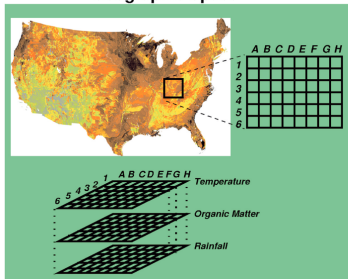 A B C D E F G H
1
2
3
4
5
6
6 5 4 3 2 1
A B C D E F G H
Temperature
Organic Matter
Rainfall